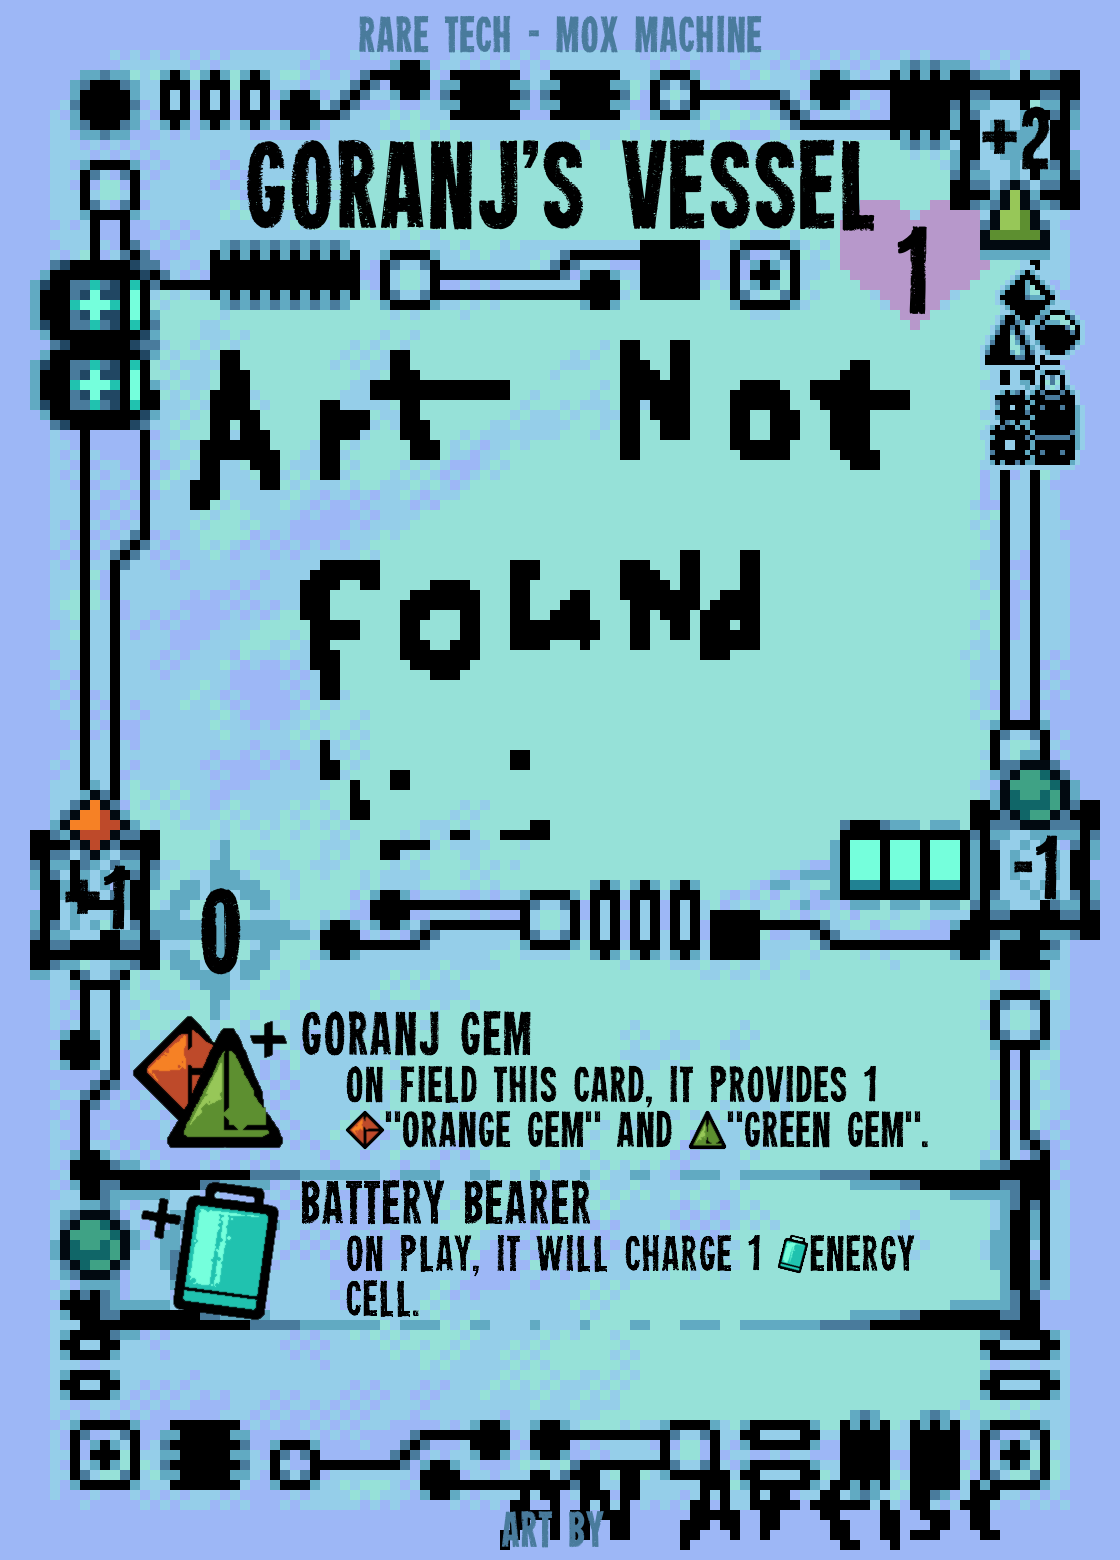 RARE TECH - MOX MACHINE
+2
GORANJ'S VESSEL
1
Art Not
Found
+1
0
-1
GORANJ GEM
ON FIELD THIS CARD, IT PROVIDES 1
"ORANGE GEM" AND "GREEN GEM".
BATTERY BEARER
ON PLAY, IT WILL CHARGE 1 ENERGY
CELL.
ART BY